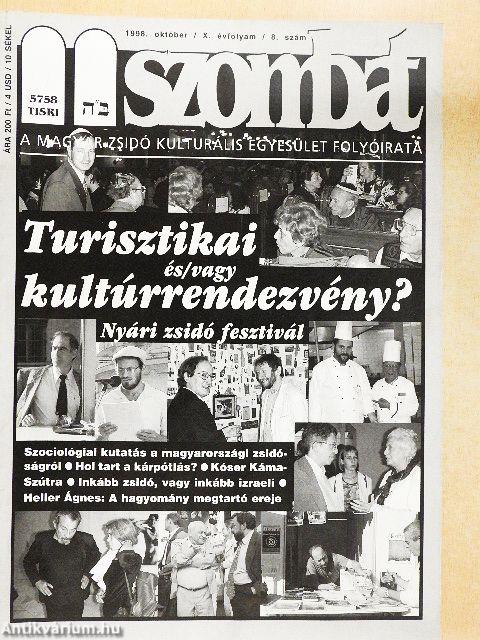 1998. október / X. évfolyam / 8. szám
ÁRA 200 Ft / 4 USD / 10 SÉKEL
5758
TISRI
ב"ה
szombat
A MAGYAR ZSIDÓ KULTURÁLIS EGYESÜLET FOLYÓIRATA
Turisztikai
és/vagy
kultúrrendezvény?
Nyári zsidó fesztivál
Szociológiai kutatás a magyarországi zsidó-
ságról ● Hol tart a kárpótlás? ● Kóser Káma-
Szútra ● Inkább zsidó, vagy inkább izraeli ●
Heller Ágnes: A hagyomány megtartó ereje
Antikvárium.hu